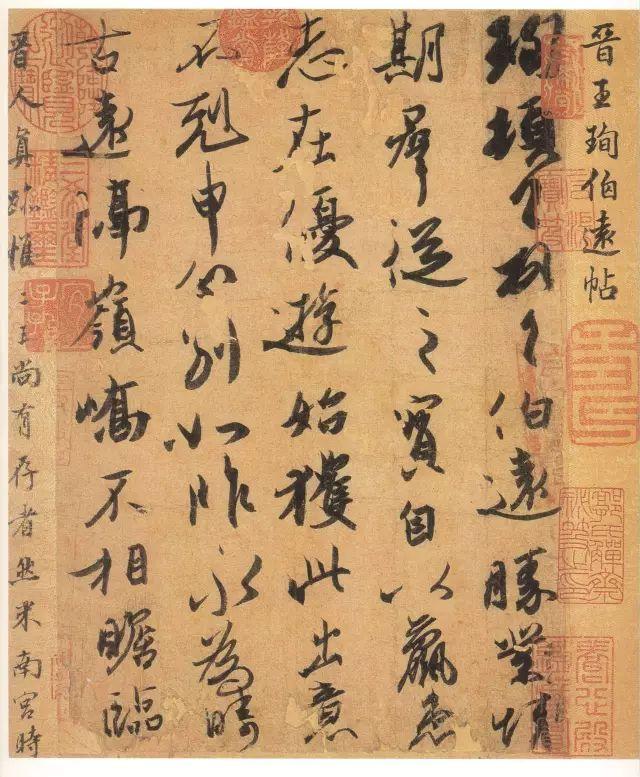 晉王珣伯遠帖
珣頓首頓首伯遠勝業情
期群從之寶自以羸患
志在優遊始獲此出意
不剋申分別如昨永為疇
古遠隔嶺嶠不相瞻臨
晉人真跡惟二王尚有存者然米南宮時